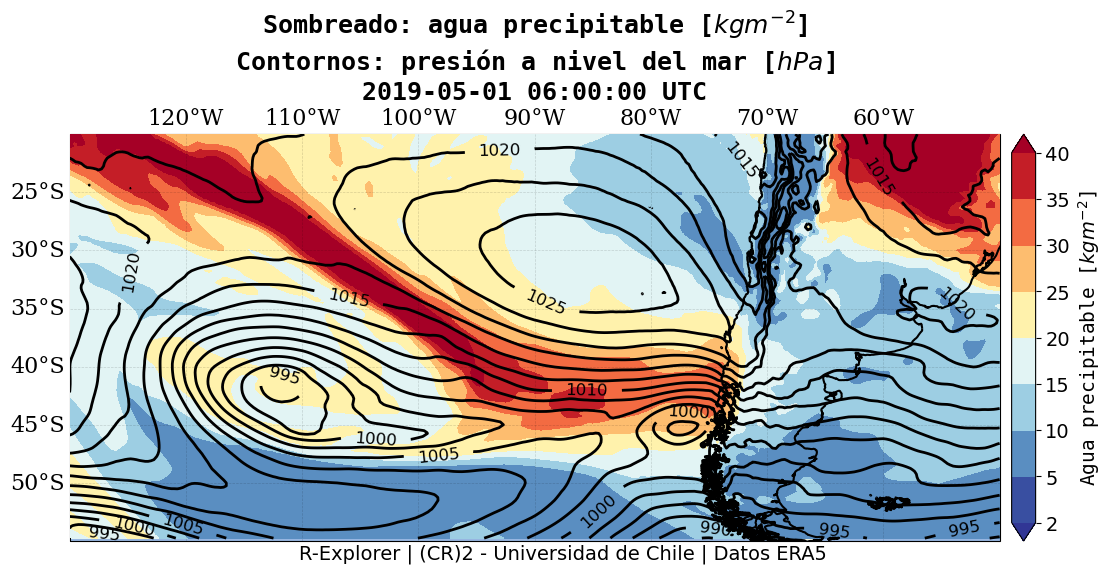 Sombreado: agua precipitable [kgm⁻²]
Contornos: presión a nivel del mar [hPa]
2019-05-01 06:00:00 UTC
120°W 110°W 100°W 90°W 80°W 70°W 60°W
25°S
30°S
35°S
40°S
45°S
50°S
1020
1015
1015
1020
1015
1025
1020
995
1010
1000
1000
1005
1000
995
1000
1005
990
995
995
40
35
30
25
20
15
10
5
2
Agua precipitable [kgm⁻²]
R-Explorer | (CR)2 - Universidad de Chile | Datos ERA5